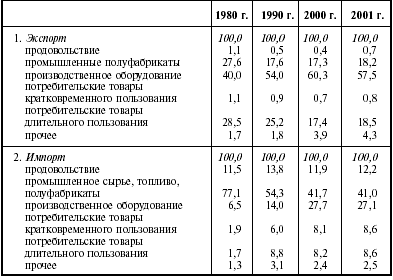 1980 г. 1990 г. 2000 г. 2001 г.
1. Экспорт 100,0 100,0 100,0 100,0
продовольствие 1,1 0,5 0,4 0,7
промышленные полуфабрикаты 27,6 17,6 17,3 18,2
производственное оборудование 40,0 54,0 60,3 57,5
потребительские товары
кратковременного пользования 1,1 0,9 0,7 0,8
потребительские товары
длительного пользования 28,5 25,2 17,4 18,5
прочее 1,7 1,8 3,9 4,3
2. Импорт 100,0 100,0 100,0 100,0
продовольствие 11,5 13,8 11,9 12,2
промышленное сырье, топливо,
полуфабрикаты 77,1 54,3 41,7 41,0
производственное оборудование 6,5 14,0 27,7 27,1
потребительские товары
кратковременного пользования 1,9 6,0 8,1 8,6
потребительские товары
длительного пользования 1,7 8,8 8,2 8,6
прочее 1,3 3,1 2,4 2,5